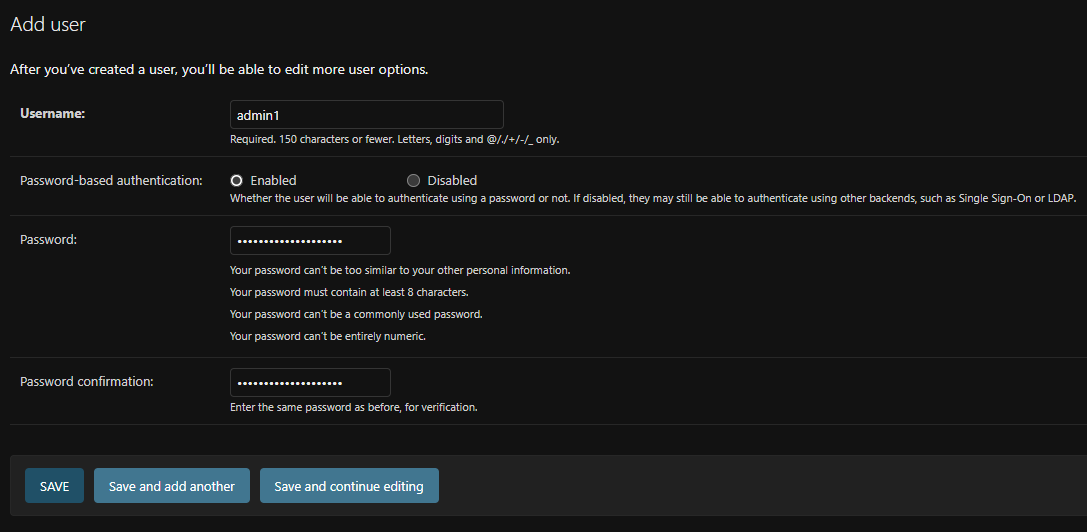 Add user
After you've created a user, you'll be able to edit more user options.
Username:
admin1
Required. 150 characters or fewer. Letters, digits and @/./+/-/_ only.
Password-based authentication:
Enabled
Disabled
Whether the user will be able to authenticate using a password or not. If disabled, they may still be able to authenticate using other backends, such as Single Sign-On or LDAP.
Password:
••••••••••••••••••••
Your password can't be too similar to your other personal information.
Your password must contain at least 8 characters.
Your password can't be a commonly used password.
Your password can't be entirely numeric.
Password confirmation:
••••••••••••••••••••
Enter the same password as before, for verification.
SAVE
Save and add another
Save and continue editing